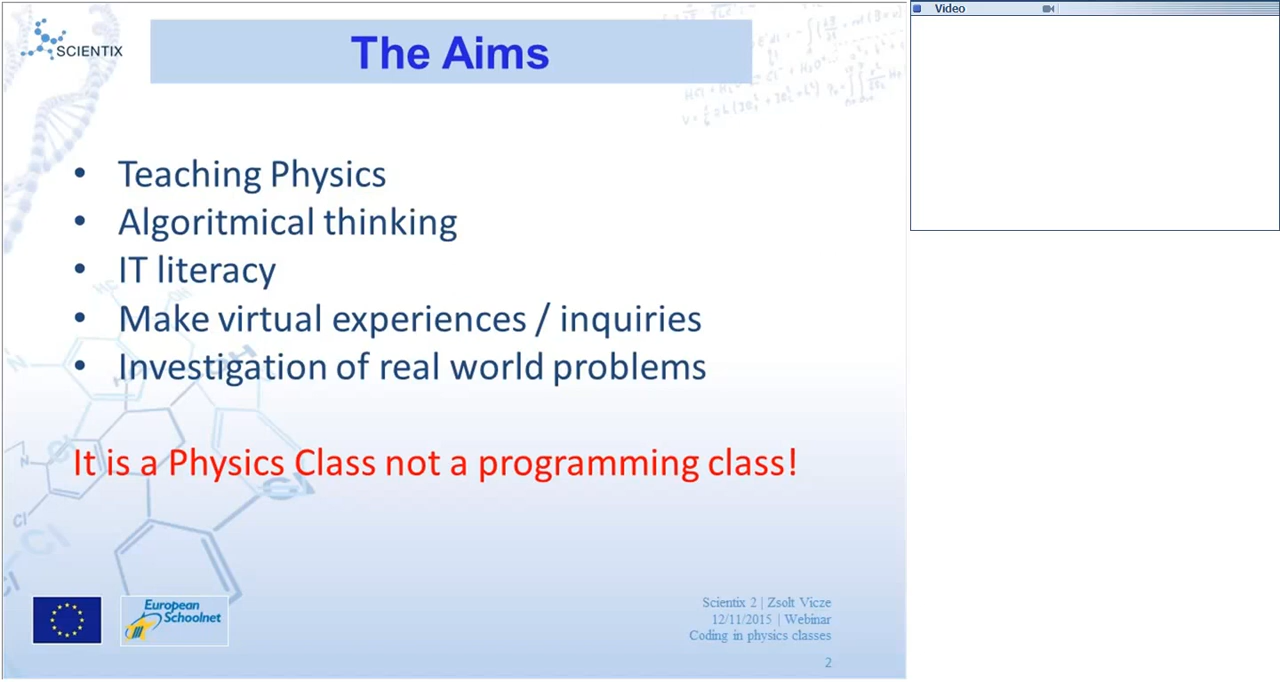 SCIENTIX
The Aims
Video
• Teaching Physics
• Algoritmical thinking
• IT literacy
• Make virtual experiences / inquiries
• Investigation of real world problems
It is a Physics Class not a programming class!
European
Schoolnet
Scientix 2 | Zsolt Vicze
12/11/2015 | Webinar
Coding in physics classes
2